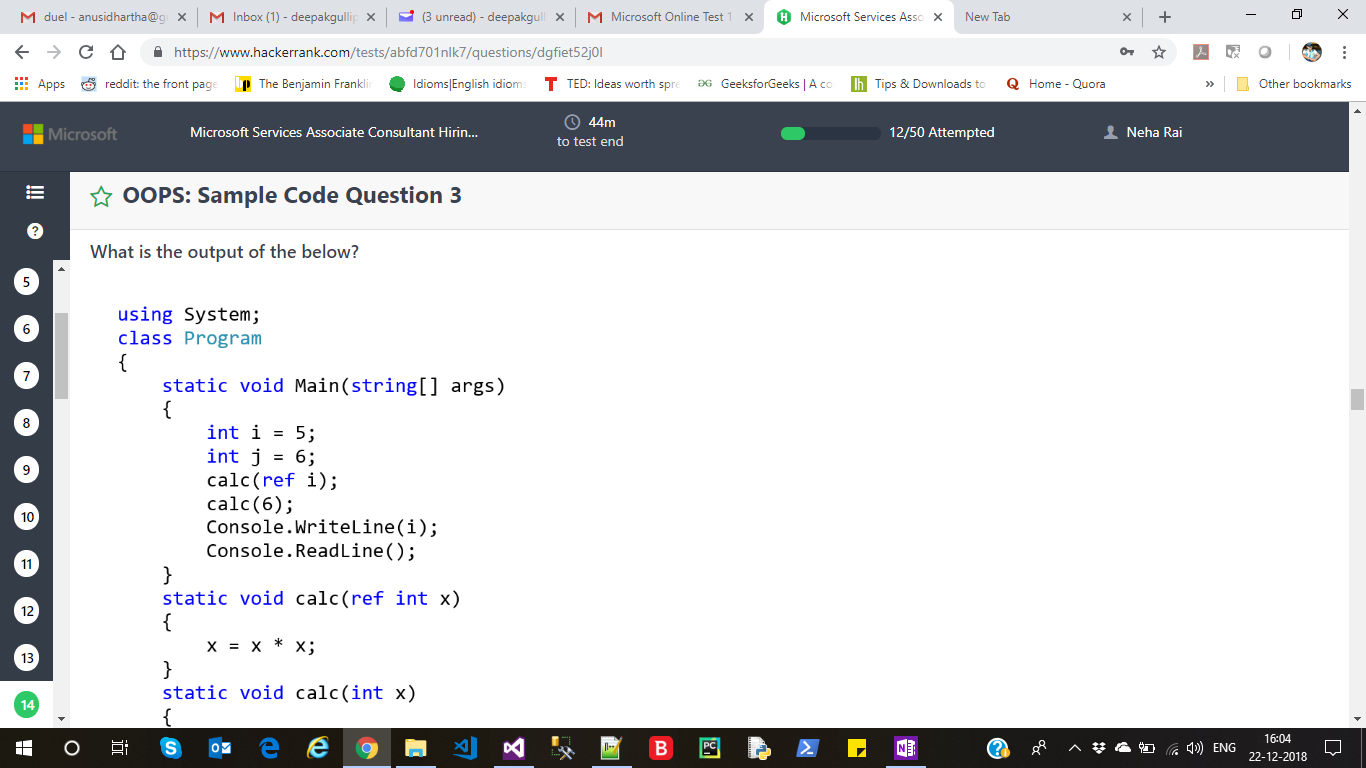 duel - anusidhartha@g
Inbox (1) - deepakgullip
(3 unread) - deepakgull
Microsoft Online Test 1
Microsoft Services Asso
New Tab
https://www.hackerrank.com/tests/abfd701nlk7/questions/dgfiet52j0l
Apps
reddit: the front page
The Benjamin Franklin
Idioms|English idioms
TED: Ideas worth spre
GeeksforGeeks | A co
Tips & Downloads to
Home - Quora
»
Other bookmarks
Microsoft
Microsoft Services Associate Consultant Hirin...
44m
to test end
12/50 Attempted
Neha Rai
OOPS: Sample Code Question 3
?
What is the output of the below?
5
6
7
8
9
10
11
12
13
14
using System;
class Program
{
static void Main(string[] args)
{
int i = 5;
int j = 6;
calc(ref i);
calc(6);
Console.WriteLine(i);
Console.ReadLine();
}
static void calc(ref int x)
{
x = x * x;
}
static void calc(int x)
{
ENG
16:04
22-12-2018